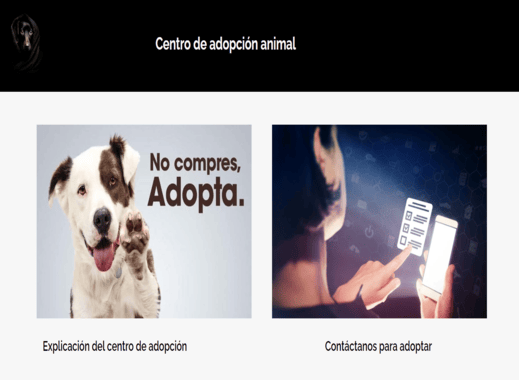 Centro de adopción animal
No compres,
Adopta.
Explicación del centro de adopción
Contáctanos para adoptar